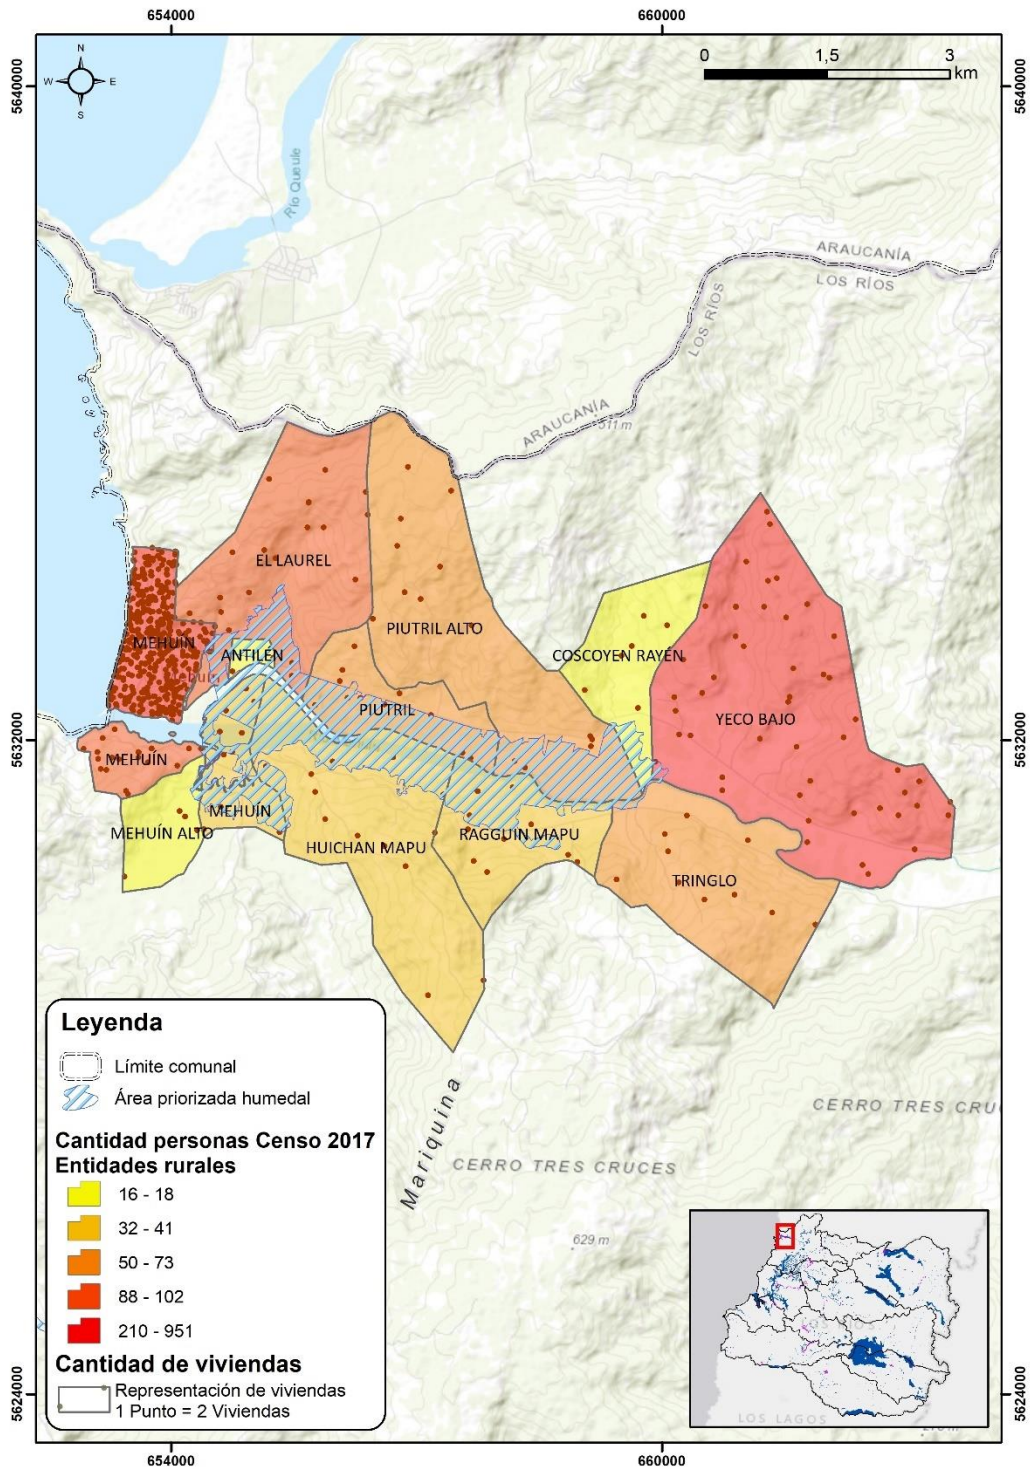 654000
660000
N
W
E
S
0
1,5
3
km
5640000
5640000
Río Queule
ARAUCANÍA
LOS RÍOS
LOS RÍOS
ARAUCANÍA
511 m
EL LAUREL
MEHUÍN
ANTILÉN
PIUTRIL ALTO
COSCOYEN RAYÉN
PIUTRIL
YECO BAJO
5632000
5632000
MEHUÍN
MEHUÍN ALTO
MEHUÍN
HUICHAN MAPU
RAGGUIN MAPU
TRINGLO
Mariquina
CERRO TRES CRU
CERRO TRES CRUCES
629 m
Leyenda
Límite comunal
Área priorizada humedal
Cantidad personas Censo 2017
Entidades rurales
16 - 18
32 - 41
50 - 73
88 - 102
210 - 951
Cantidad de viviendas
Representación de viviendas
1 Punto = 2 Viviendas
LOS LAGOS
5624000
5624000
654000
660000